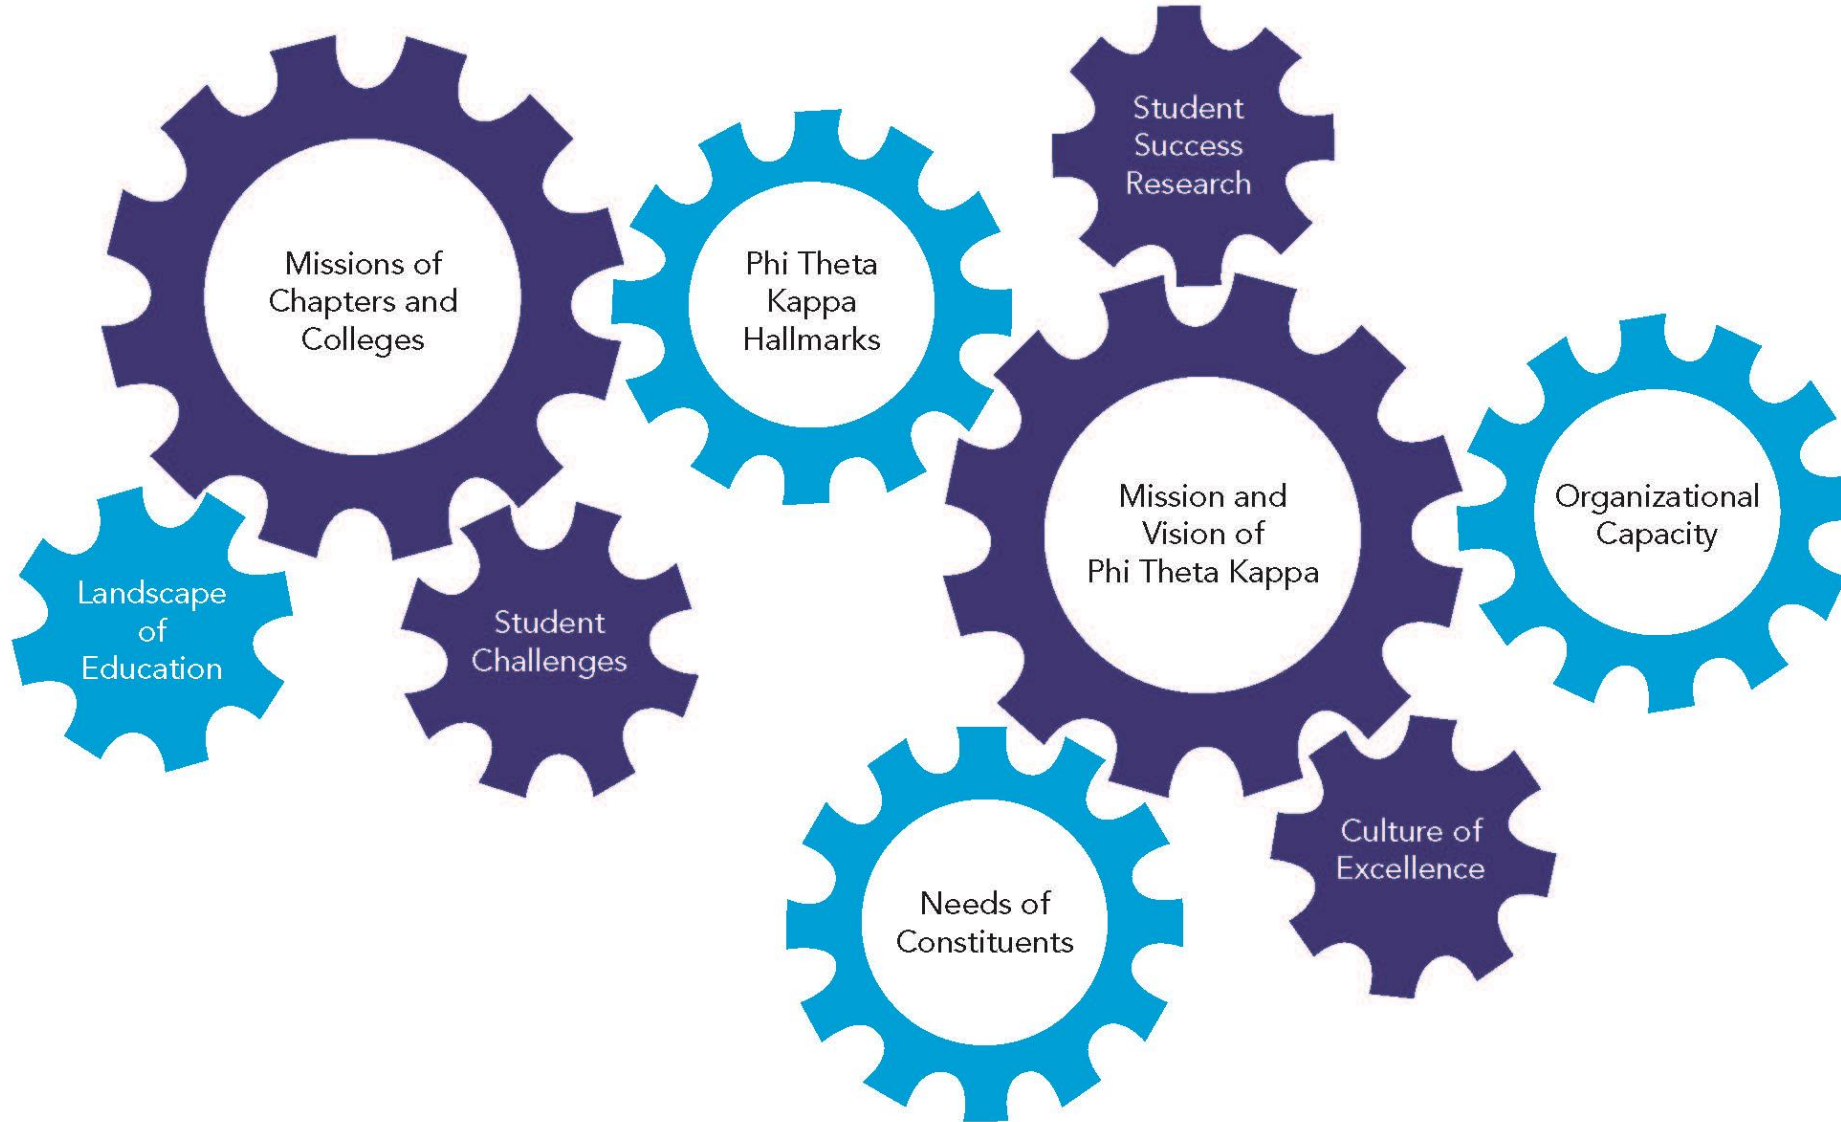 Missions of
Chapters and
Colleges
Phi Theta
Kappa
Hallmarks
Student
Success
Research
Landscape
of
Education
Student
Challenges
Mission and
Vision of
Phi Theta Kappa
Organizational
Capacity
Needs of
Constituents
Culture of
Excellence